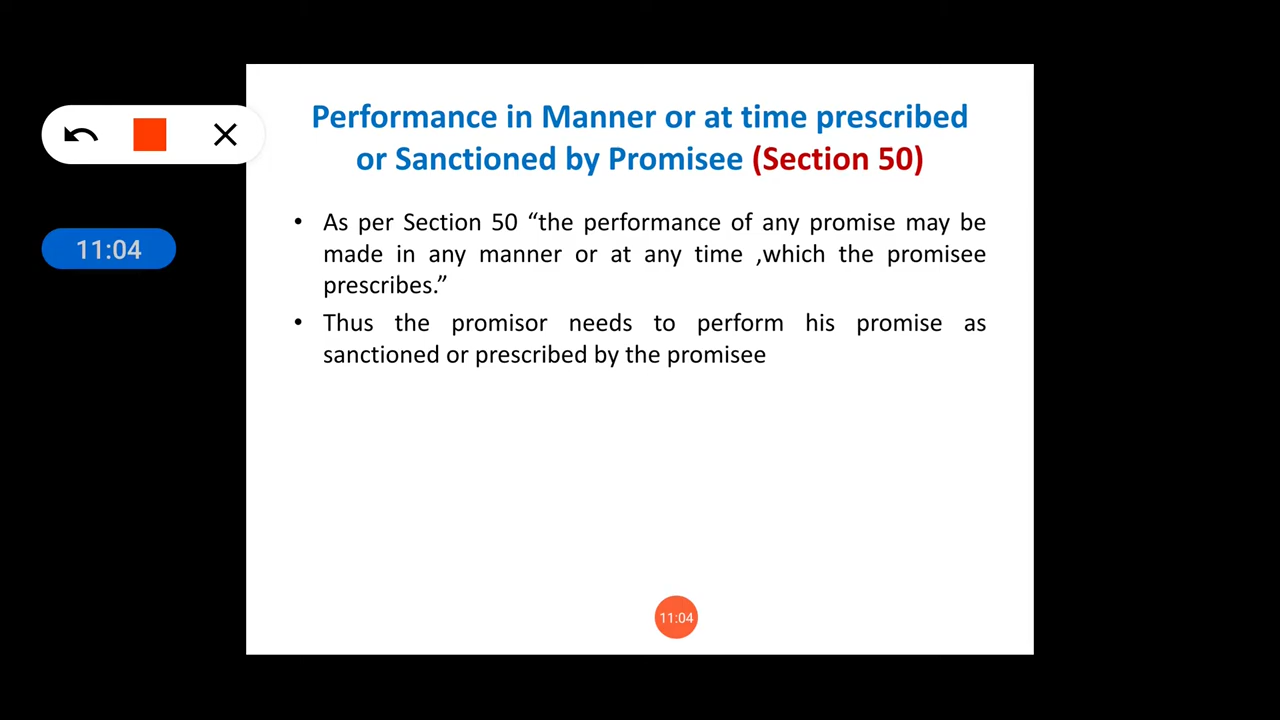 Performance in Manner or at time prescribed
or Sanctioned by Promisee (Section 50)
11:04
• As per Section 50 “the performance of any promise may be
made in any manner or at any time ,which the promisee
prescribes.”
• Thus the promisor needs to perform his promise as
sanctioned or prescribed by the promisee
11:04